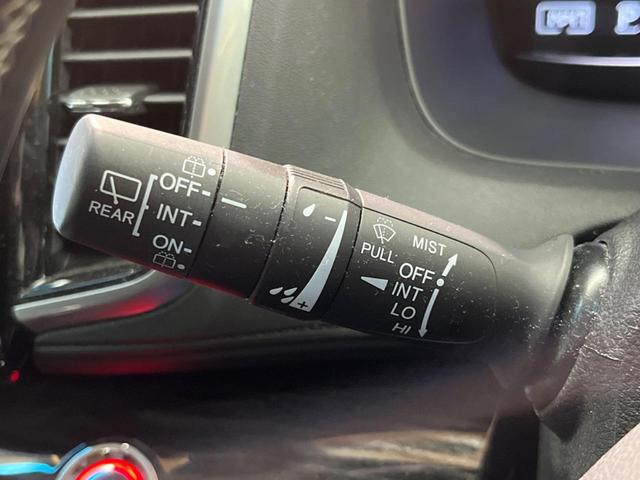 REAR
OFF
INT
ON
-
+
PULL
MIST
OFF
INT
LO
HI